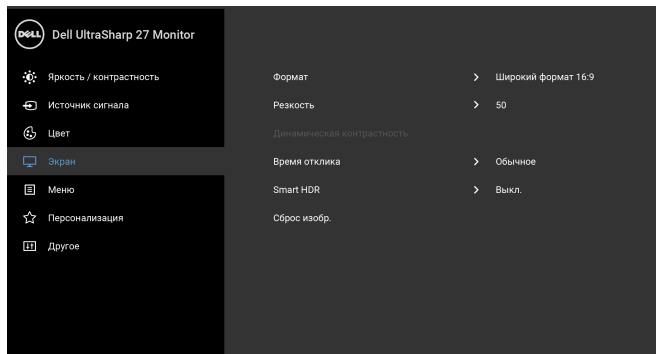 DELL Dell UltraSharp 27 Monitor
Яркость / контрастность
Источник сигнала
Цвет
Экран
Меню
Персонализация
Другое
Формат Широкий формат 16:9
Резкость 50
Динамическая контрастность
Время отклика Обычное
Smart HDR Выкл.
Сброс изобр.